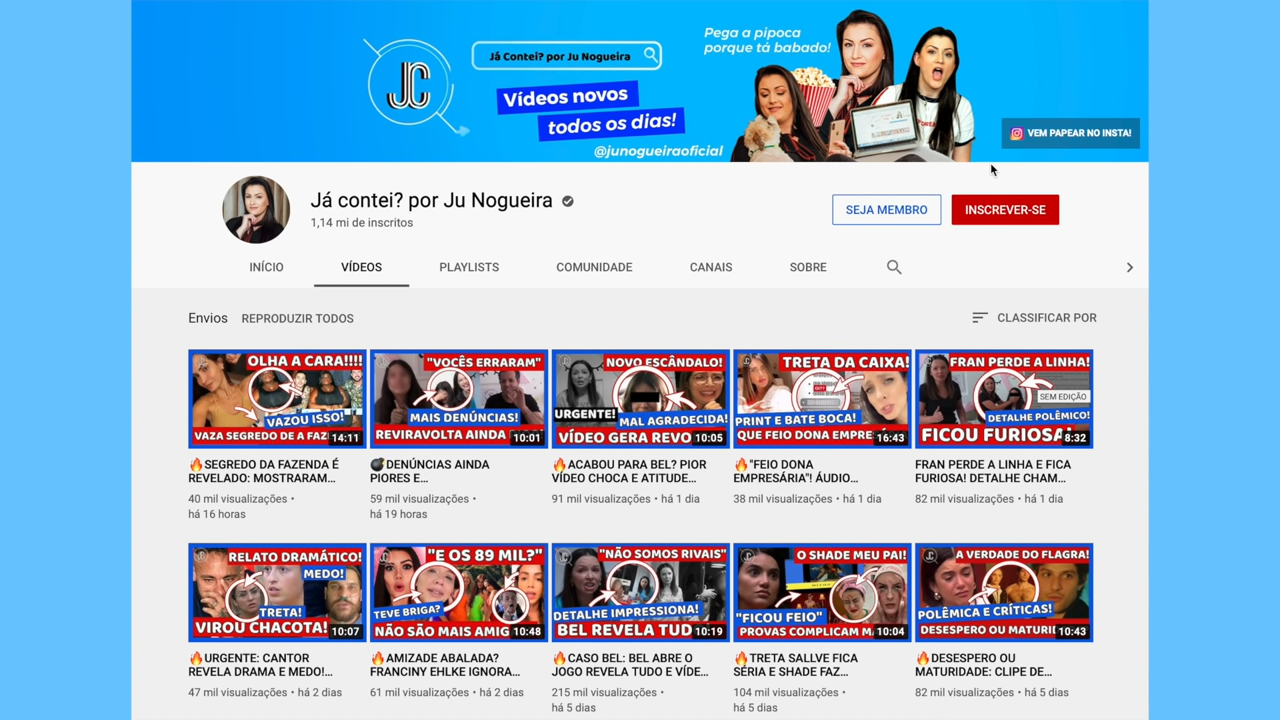 Pega a pipoca
porque tá babado!
JC
Já Contei? por Ju Nogueira
Vídeos novos
todos os dias!
@junogueiraoficial
VEM PAPEAR NO INSTA!
Já contei? por Ju Nogueira
1,14 mi de inscritos
SEJA MEMBRO
INSCREVER-SE
INÍCIO VÍDEOS PLAYLISTS COMUNIDADE CANAIS SOBRE
Envios REPRODUZIR TODOS
CLASSIFICAR POR
OLHA A CARA!!!!
VAZOU ISSO!
VAZA SEGREDO DE A FAZ
14:11
"VOCÊS ERRARAM"
MAIS DENÚNCIAS!
REVIRAVOLTA AINDA
10:01
NOVO ESCÂNDALO!
URGENTE!
MAL AGRADECIDA!
VÍDEO GERA REVO
10:05
TRETA DA CAIXA!
PRINT E BATE BOCA!
QUE FEIO DONA EMPRE
16:43
FRAN PERDE A LINHA!
SEM EDIÇÃO
DETALHE POLÊMICO!
FICOU FURIOSA!
8:32
🔥SEGREDO DA FAZENDA É
REVELADO: MOSTRARAM...
40 mil visualizações •
há 16 horas
💣DENÚNCIAS AINDA
PIORES E...
59 mil visualizações •
há 19 horas
🔥ACABOU PARA BEL? PIOR
VÍDEO CHOCA E ATITUDE...
91 mil visualizações • há 1 dia
🔥"FEIO DONA
EMPRESÁRIA"! ÁUDIO...
38 mil visualizações • há 1 dia
FRAN PERDE A LINHA E FICA
FURIOSA! DETALHE CHAM...
82 mil visualizações • há 1 dia
RELATO DRAMÁTICO!
MEDO!
TRETA!
VIROU CHACOTA!
10:07
"E OS 89 MIL?"
TEVE BRIGA?
NÃO SÃO MAIS AMIG
10:48
"NÃO SOMOS RIVAIS"
DETALHE IMPRESSIONA!
BEL REVELA TUD
10:19
O SHADE MEU PAI!
"FICOU FEIO"
PROVAS COMPLICAM M
10:04
A VERDADE DO FLAGRA!
POLÊMICA E CRÍTICAS!
DESESPERO OU MATURI
10:43
🔥URGENTE: CANTOR
REVELA DRAMA E MEDO!...
47 mil visualizações • há 2 dias
🔥AMIZADE ABALADA?
FRANCINY EHLKE IGNORA...
61 mil visualizações • há 2 dias
🔥CASO BEL: BEL ABRE O
JOGO REVELA TUDO E VÍDE...
215 mil visualizações •
há 5 dias
🔥TRETA SALLVE FICA
SÉRIA E SHADE FAZ...
104 mil visualizações •
há 5 dias
🔥DESESPERO OU
MATURIDADE: CLIPE DE...
82 mil visualizações • há 5 dias